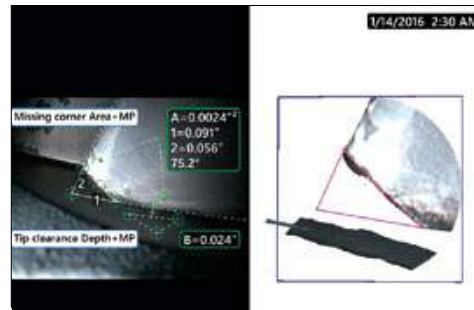 1/14/2016 2:30 AM
Missing corner Area+MP
A=0.0024"²
1=0.091"
2=0.056"
75.2°
2
1
Tip clearance Depth+MP
B=0.024"